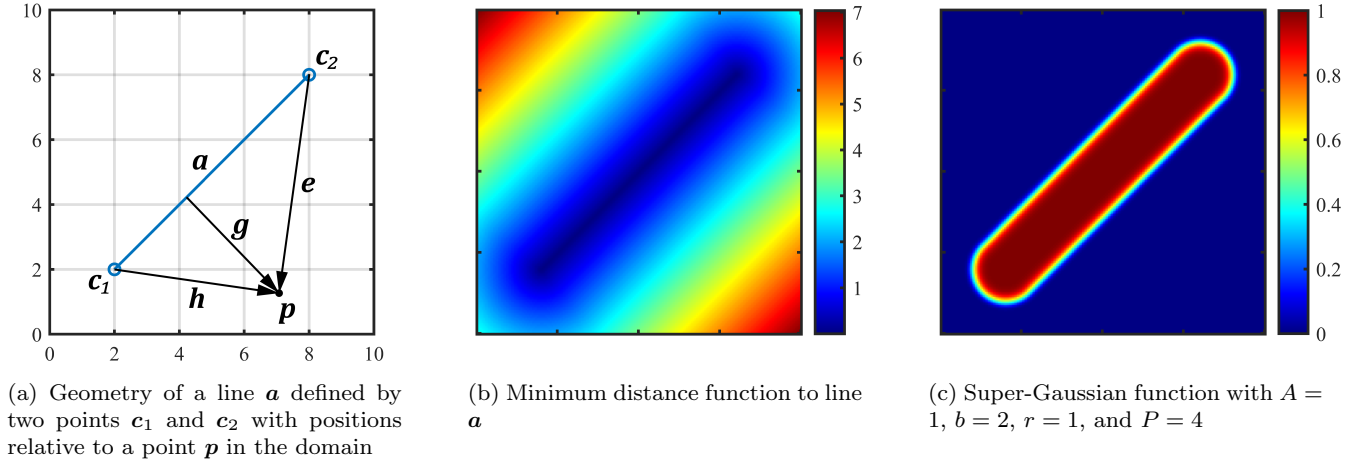 10
8
6
4
2
0
0
2
4
6
8
10
c₂
a
e
g
c₁
h
p
7
6
5
4
3
2
1
1
0.8
0.6
0.4
0.2
0
(a) Geometry of a line a defined by
two points c₁ and c₂ with positions
relative to a point p in the domain
(b) Minimum distance function to line
a
(c) Super-Gaussian function with A =
1, b = 2, r = 1, and P = 4